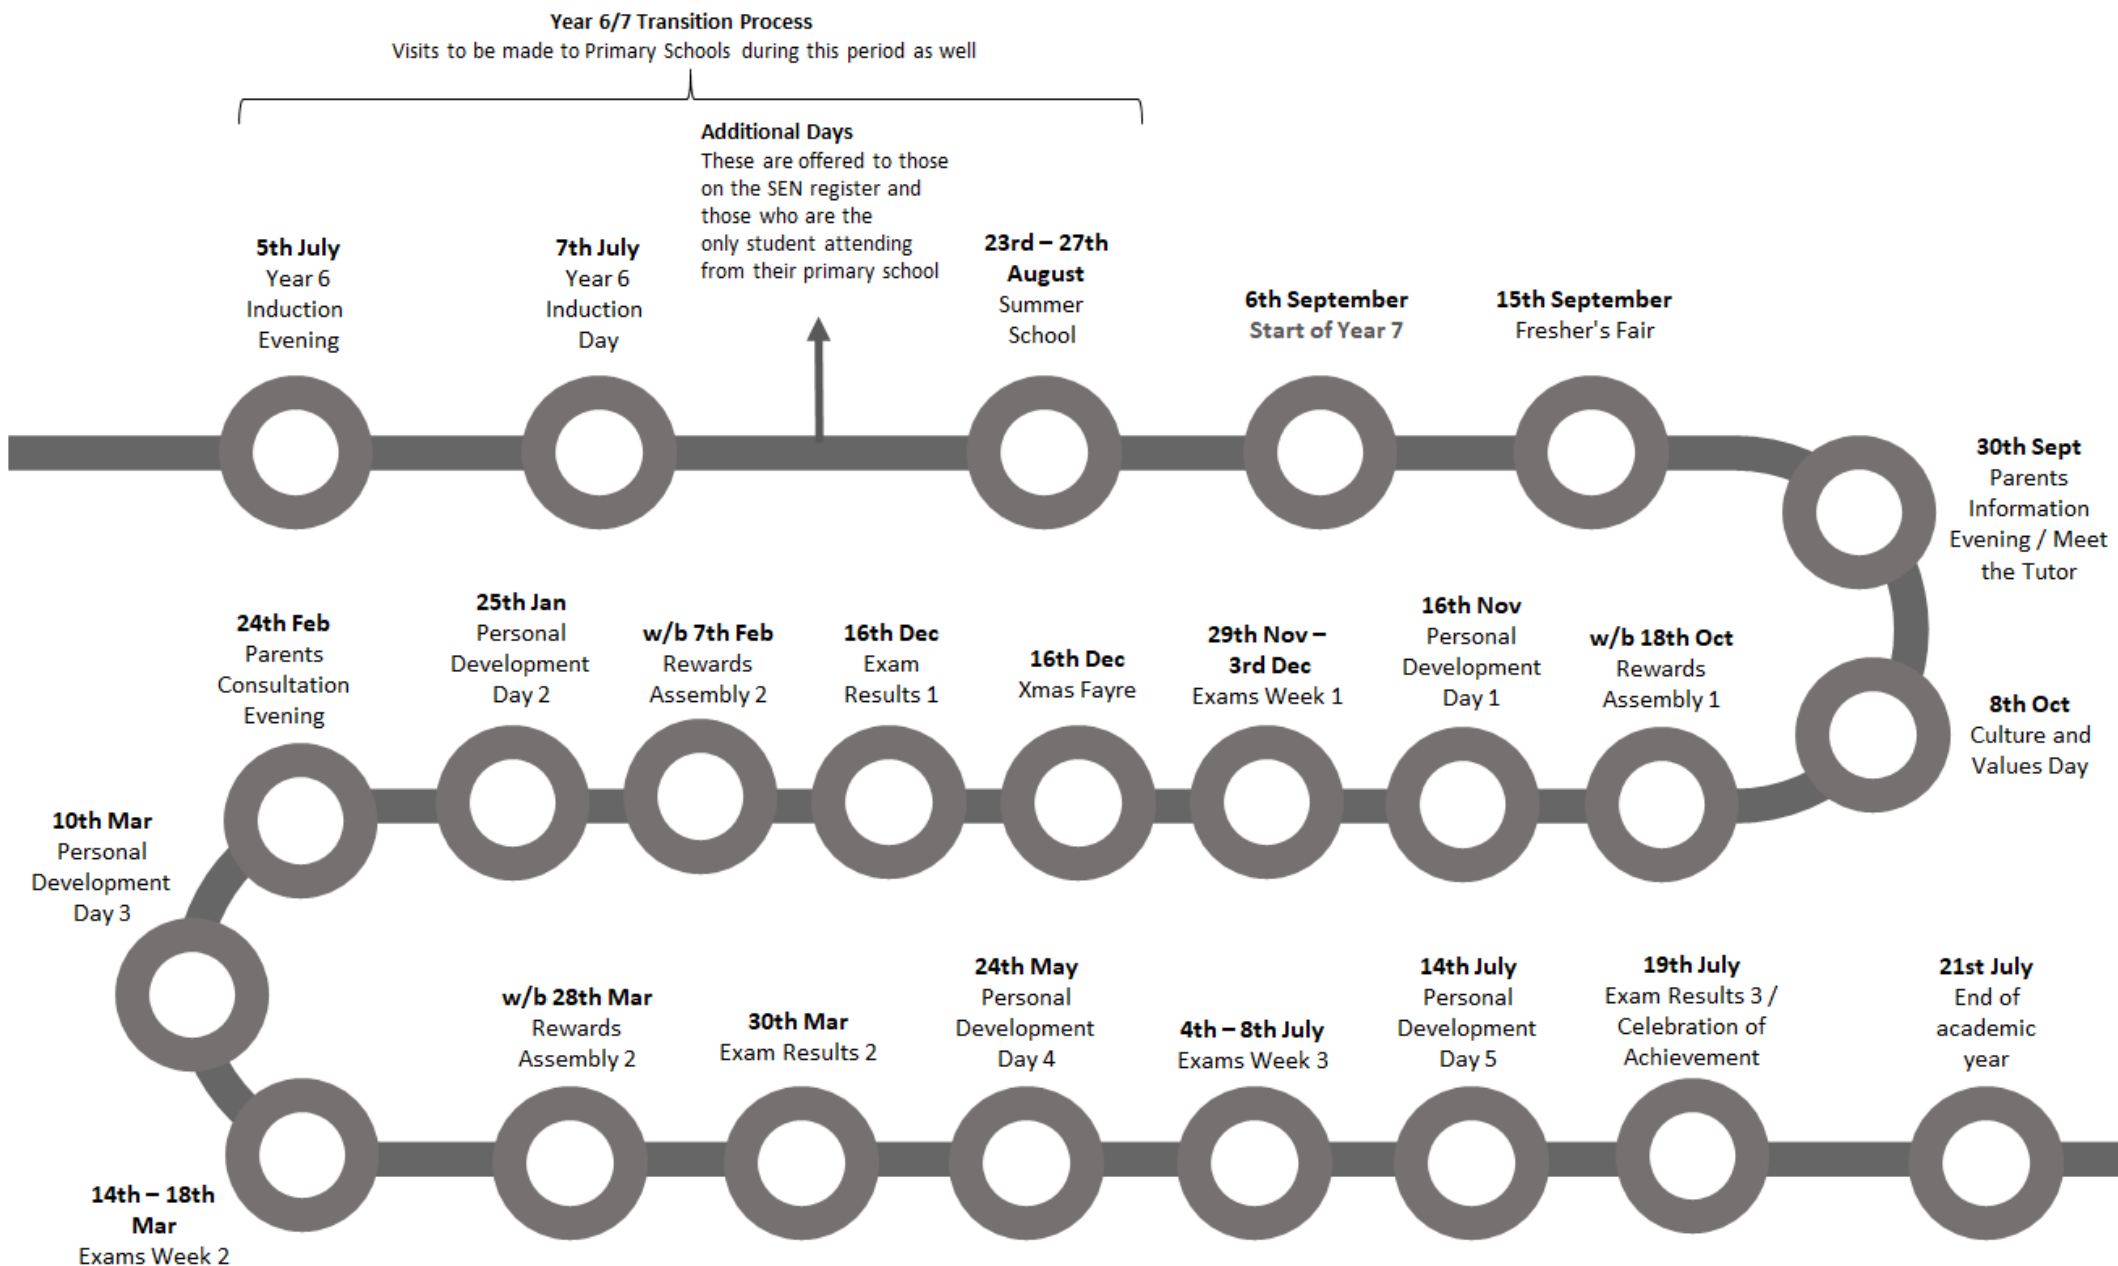 Year 6/7 Transition Process
Visits to be made to Primary Schools during this period as well
Additional Days
These are offered to those
on the SEN register and
those who are the
only student attending
from their primary school
5th July
Year 6
Induction
Evening
7th July
Year 6
Induction
Day
23rd – 27th
August
Summer
School
6th September
Start of Year 7
15th September
Fresher's Fair
30th Sept
Parents
Information
Evening / Meet
the Tutor
8th Oct
Culture and
Values Day
w/b 18th Oct
Rewards
Assembly 1
16th Nov
Personal
Development
Day 1
29th Nov –
3rd Dec
Exams Week 1
16th Dec
Xmas Fayre
16th Dec
Exam
Results 1
w/b 7th Feb
Rewards
Assembly 2
25th Jan
Personal
Development
Day 2
24th Feb
Parents
Consultation
Evening
10th Mar
Personal
Development
Day 3
14th – 18th
Mar
Exams Week 2
w/b 28th Mar
Rewards
Assembly 2
30th Mar
Exam Results 2
24th May
Personal
Development
Day 4
4th – 8th July
Exams Week 3
14th July
Personal
Development
Day 5
19th July
Exam Results 3 /
Celebration of
Achievement
21st July
End of
academic
year